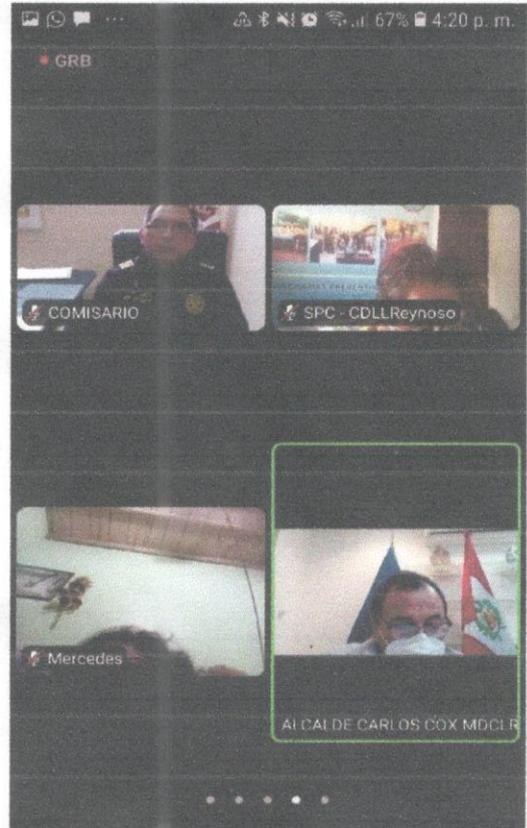 ... 67% 4:20 p. m.
GRB
COMISARIO
SPC - CDLLReynoso
Mercedes
ALCALDE CARLOS COX MDCLR